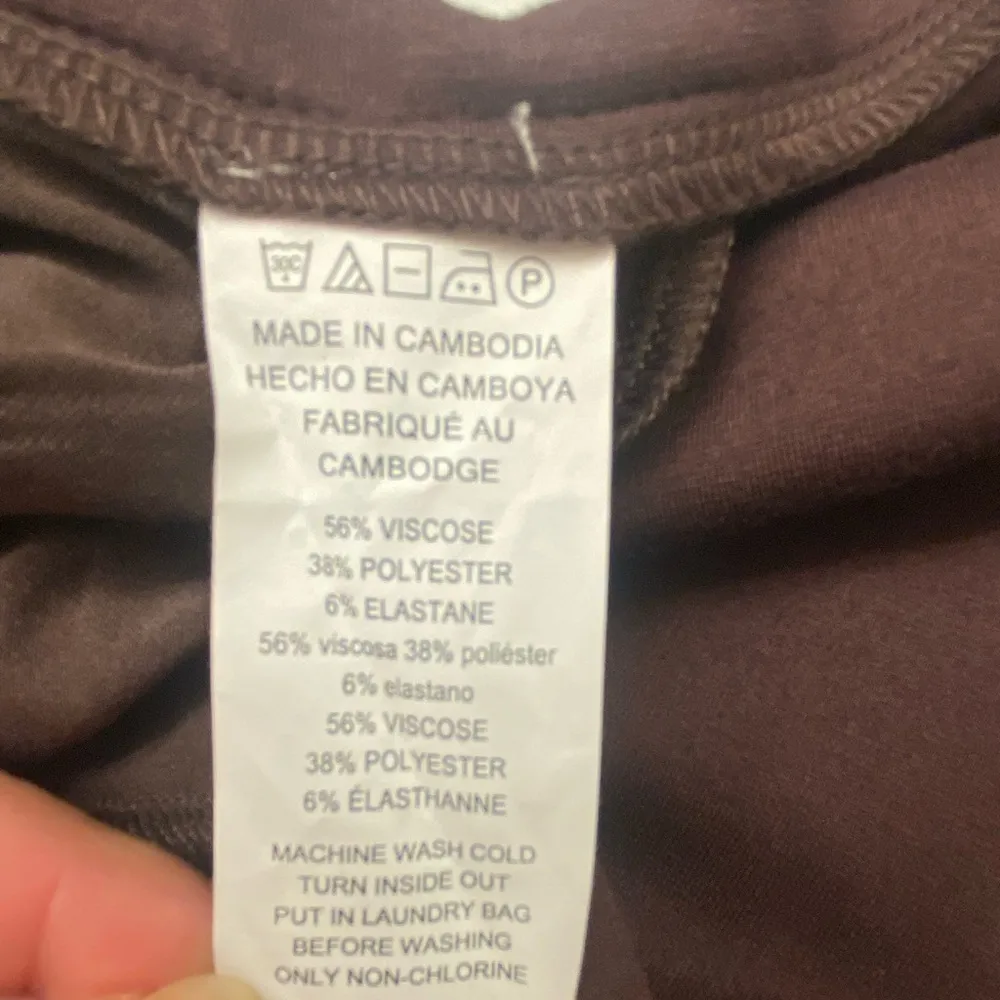 30C
4
P
MADE IN CAMBODIA
HECHO EN CAMBOYA
FABRIQUÉ AU
CAMBODGE
56% VISCOSE
38% POLYESTER
6% ELASTANE
56% viscosa 38% poliéster
6% elastano
56% VISCOSE
38% POLYESTER
6% ÉLASTHANNE
MACHINE WASH COLD
TURN INSIDE OUT
PUT IN LAUNDRY BAG
BEFORE WASHING
ONLY NON-CHLORINE